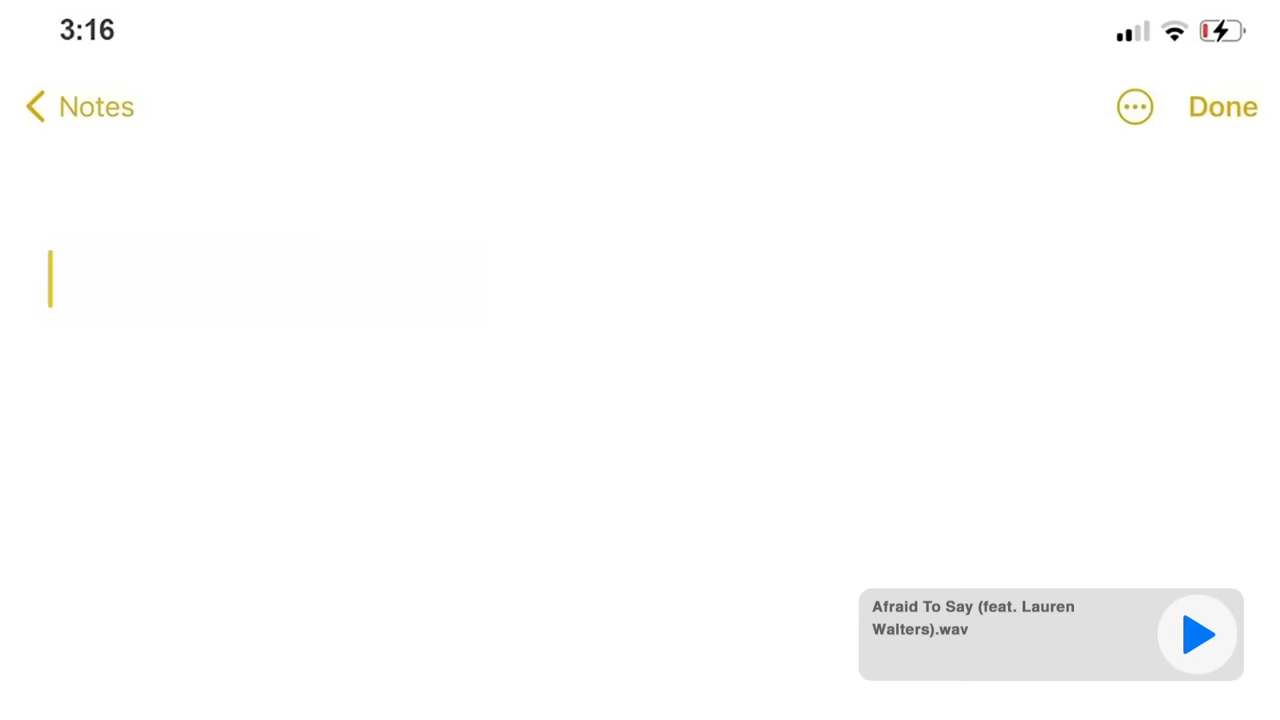 3:16
Notes
Done
Afraid To Say (feat. Lauren
Walters).wav